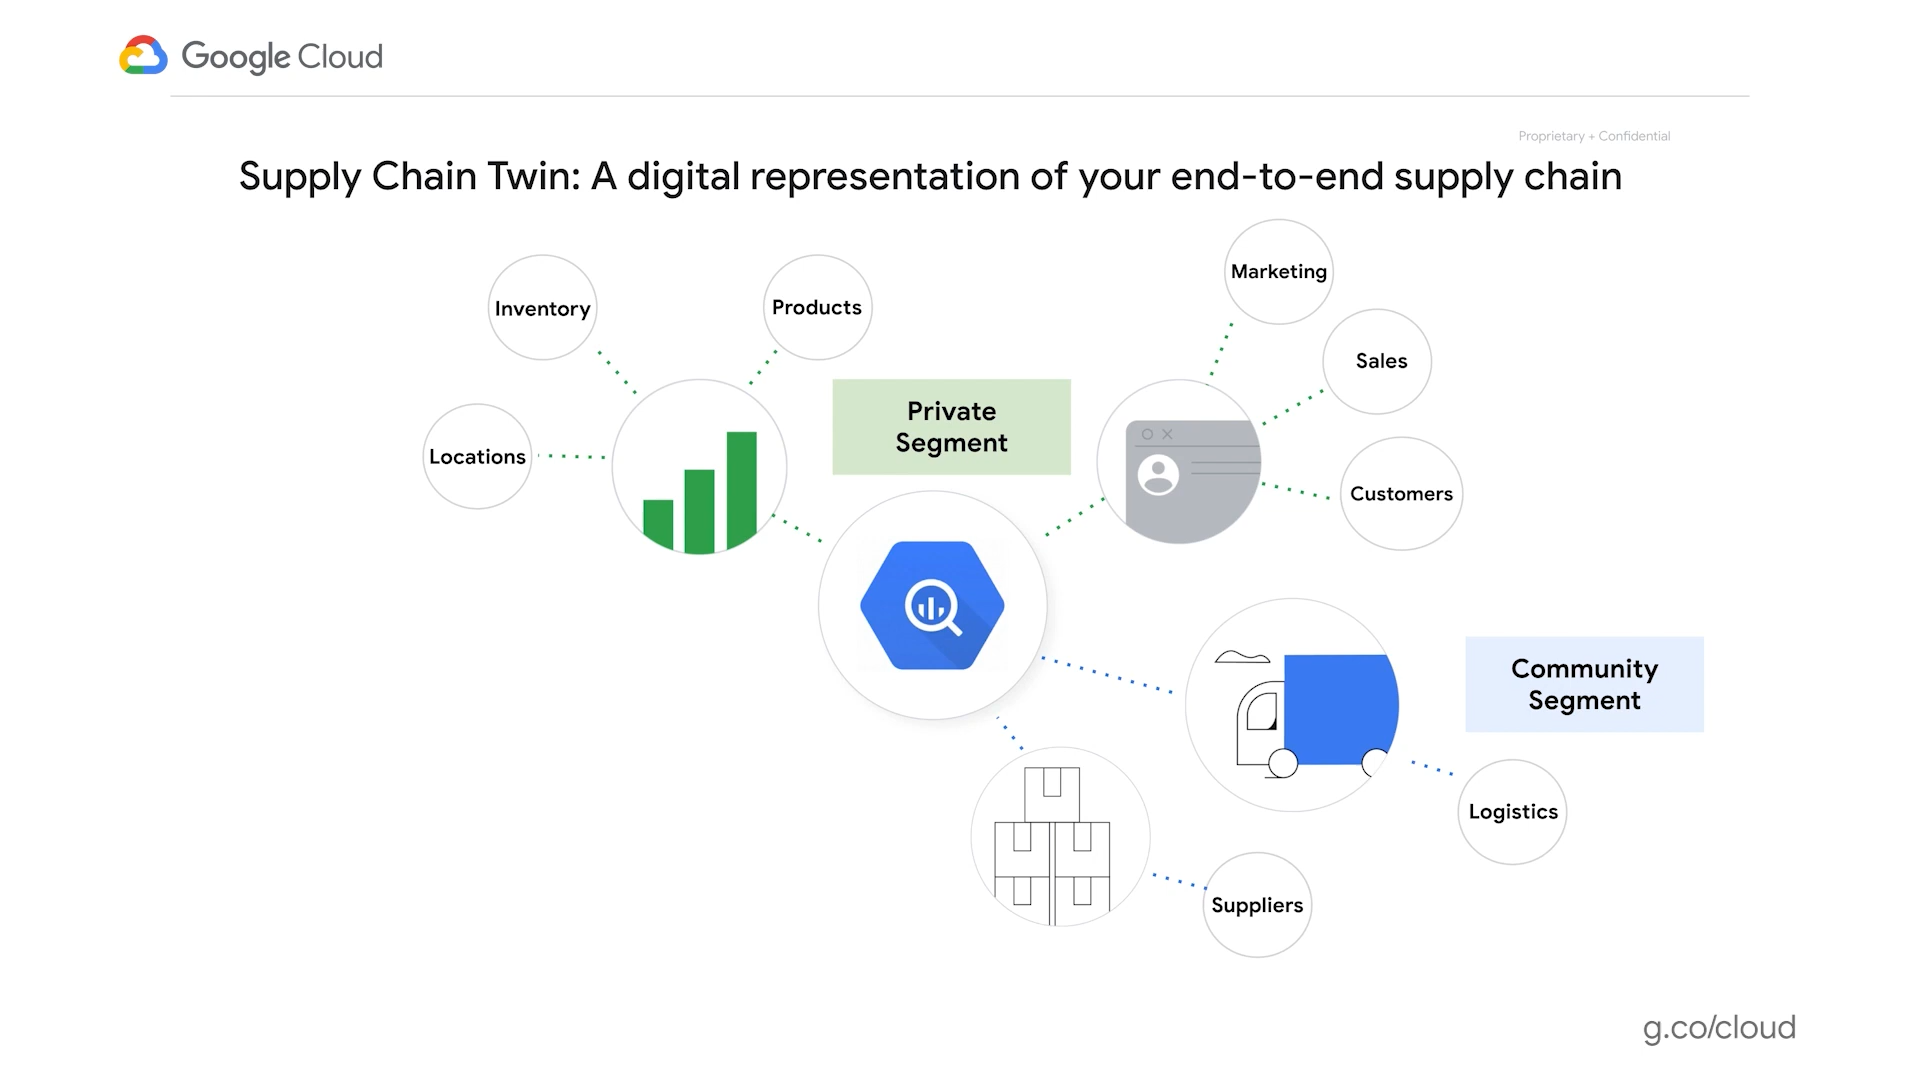 Google Cloud
Proprietary + Confidential
Supply Chain Twin: A digital representation of your end-to-end supply chain
Marketing
Inventory
Products
Sales
Private
Segment
Locations
Customers
Community
Segment
Logistics
Suppliers
g.co/cloud